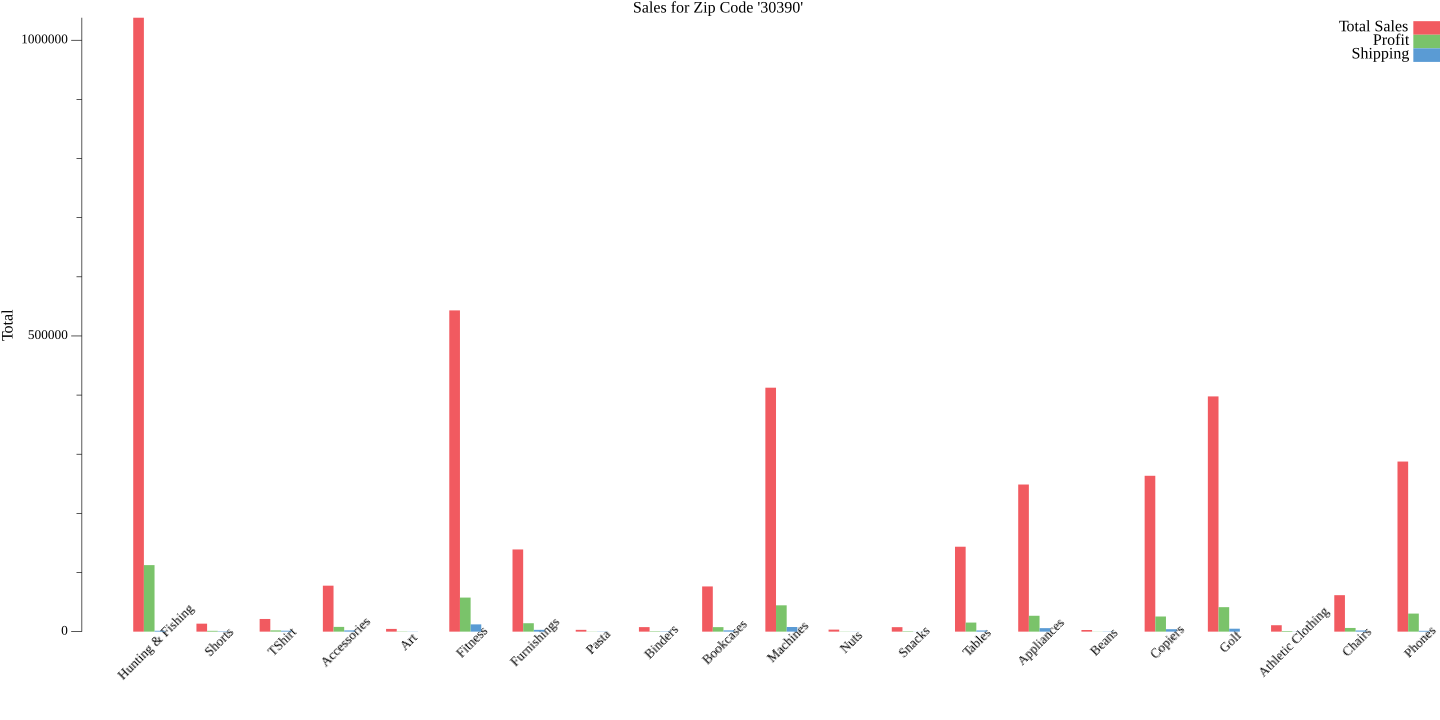 Sales for Zip Code '30390'
Total Sales
Profit
Shipping
Total
1000000
500000
0
Hunting & Fishing
Shorts
TShirt
Accessories
Art
Fitness
Furnishings
Pasta
Binders
Bookcases
Machines
Nuts
Snacks
Tables
Appliances
Beans
Copiers
Golf
Athletic Clothing
Chairs
Phones